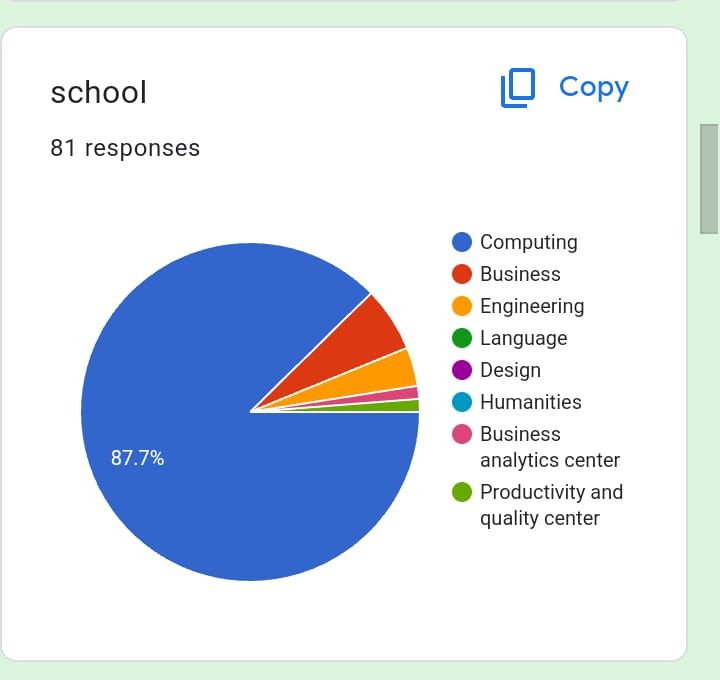 school
Copy
81 responses
87.7%
Computing
Business
Engineering
Language
Design
Humanities
Business
analytics center
Productivity and
quality center